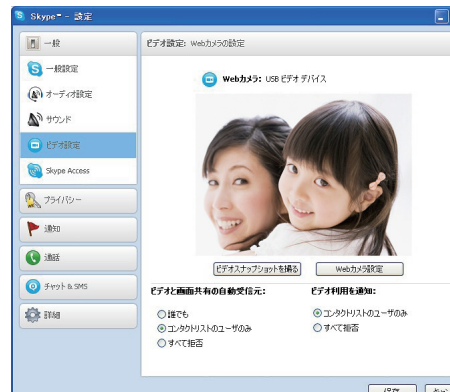 Skype™ - 設定
一般
一般設定
オーディオ設定
サウンド
ビデオ設定
Skype Access
プライバシー
通知
通話
チャット & SMS
詳細
ビデオ設定: Webカメラの設定
Webカメラ: USB ビデオ デバイス
ビデオスナップショットを撮る
Webカメラ設定
ビデオと画面共有の自動受信元:
誰でも
コンタクトリストのユーザのみ
すべて拒否
ビデオ利用を通知:
コンタクトリストのユーザのみ
すべて拒否
保存